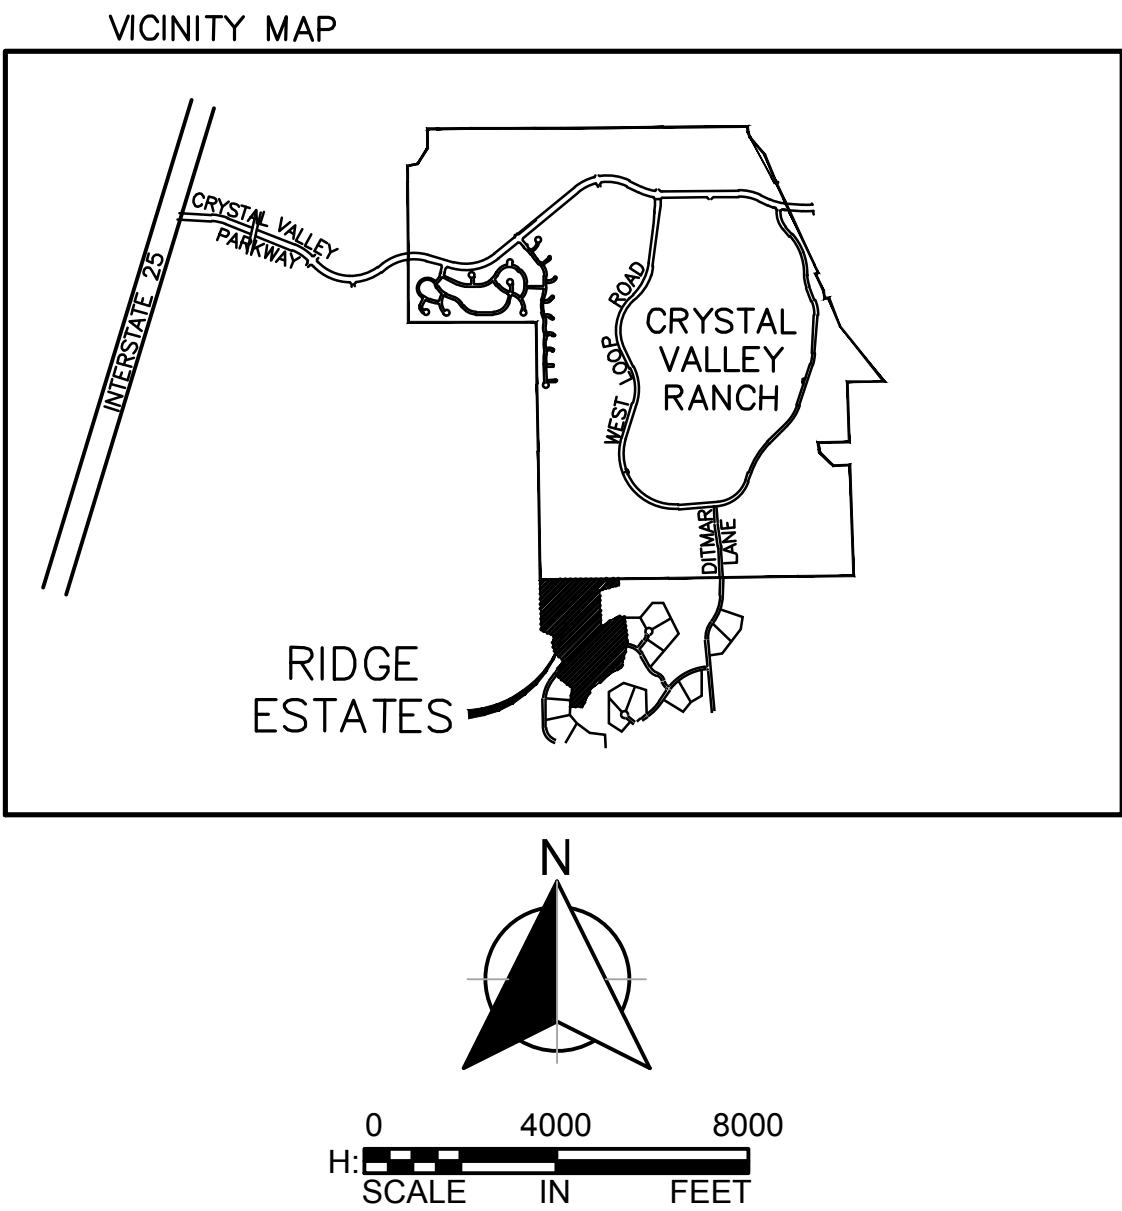 VICINITY MAP
CRYSTAL VALLEY
PARKWAY
INTERSTATE 25
WEST LOOP ROAD
CRYSTAL
VALLEY
RANCH
DITMAR
LANE
RIDGE
ESTATES
N
0 4000 8000
H:
SCALE IN FEET